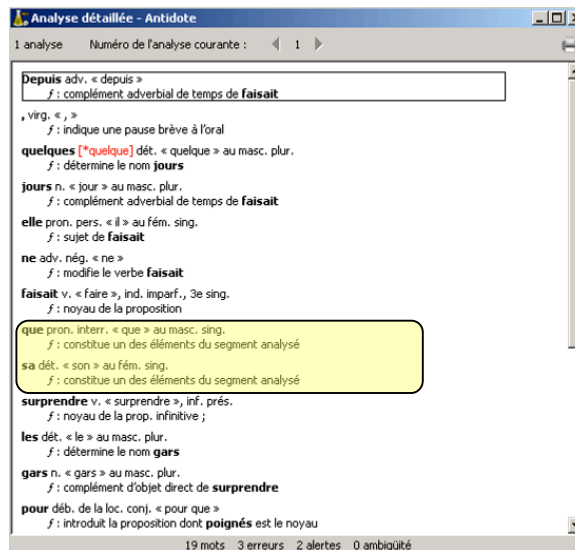 Analyse détaillée - Antidote
1 analyse Numéro de l'analyse courante : 1
Depuis adv. « depuis »
f : complément adverbial de temps de faisait
, virg. « , »
f : indique une pause brève à l'oral
quelques [*quelque] dét. « quelque » au masc. plur.
f : détermine le nom jours
jours n. « jour » au masc. plur.
f : complément adverbial de temps de faisait
elle pron. pers. « il » au fém. sing.
f : sujet de faisait
ne adv. nég. « ne »
f : modifie le verbe faisait
faisait v. « faire », ind. imparf., 3e sing.
f : noyau de la proposition
que pron. interr. « que » au masc. sing.
f : constitue un des éléments du segment analysé
sa dét. « son » au fém. sing.
f : constitue un des éléments du segment analysé
surprendre v. « surprendre », inf. prés.
f : noyau de la prop. infinitive ;
les dét. « le » au masc. plur.
f : détermine le nom gars
gars n. « gars » au masc. plur.
f : complément d'objet direct de surprendre
pour déb. de la loc. conj. « pour que »
f : introduit la proposition dont poignés est le noyau
19 mots 3 erreurs 2 alertes 0 ambigüité